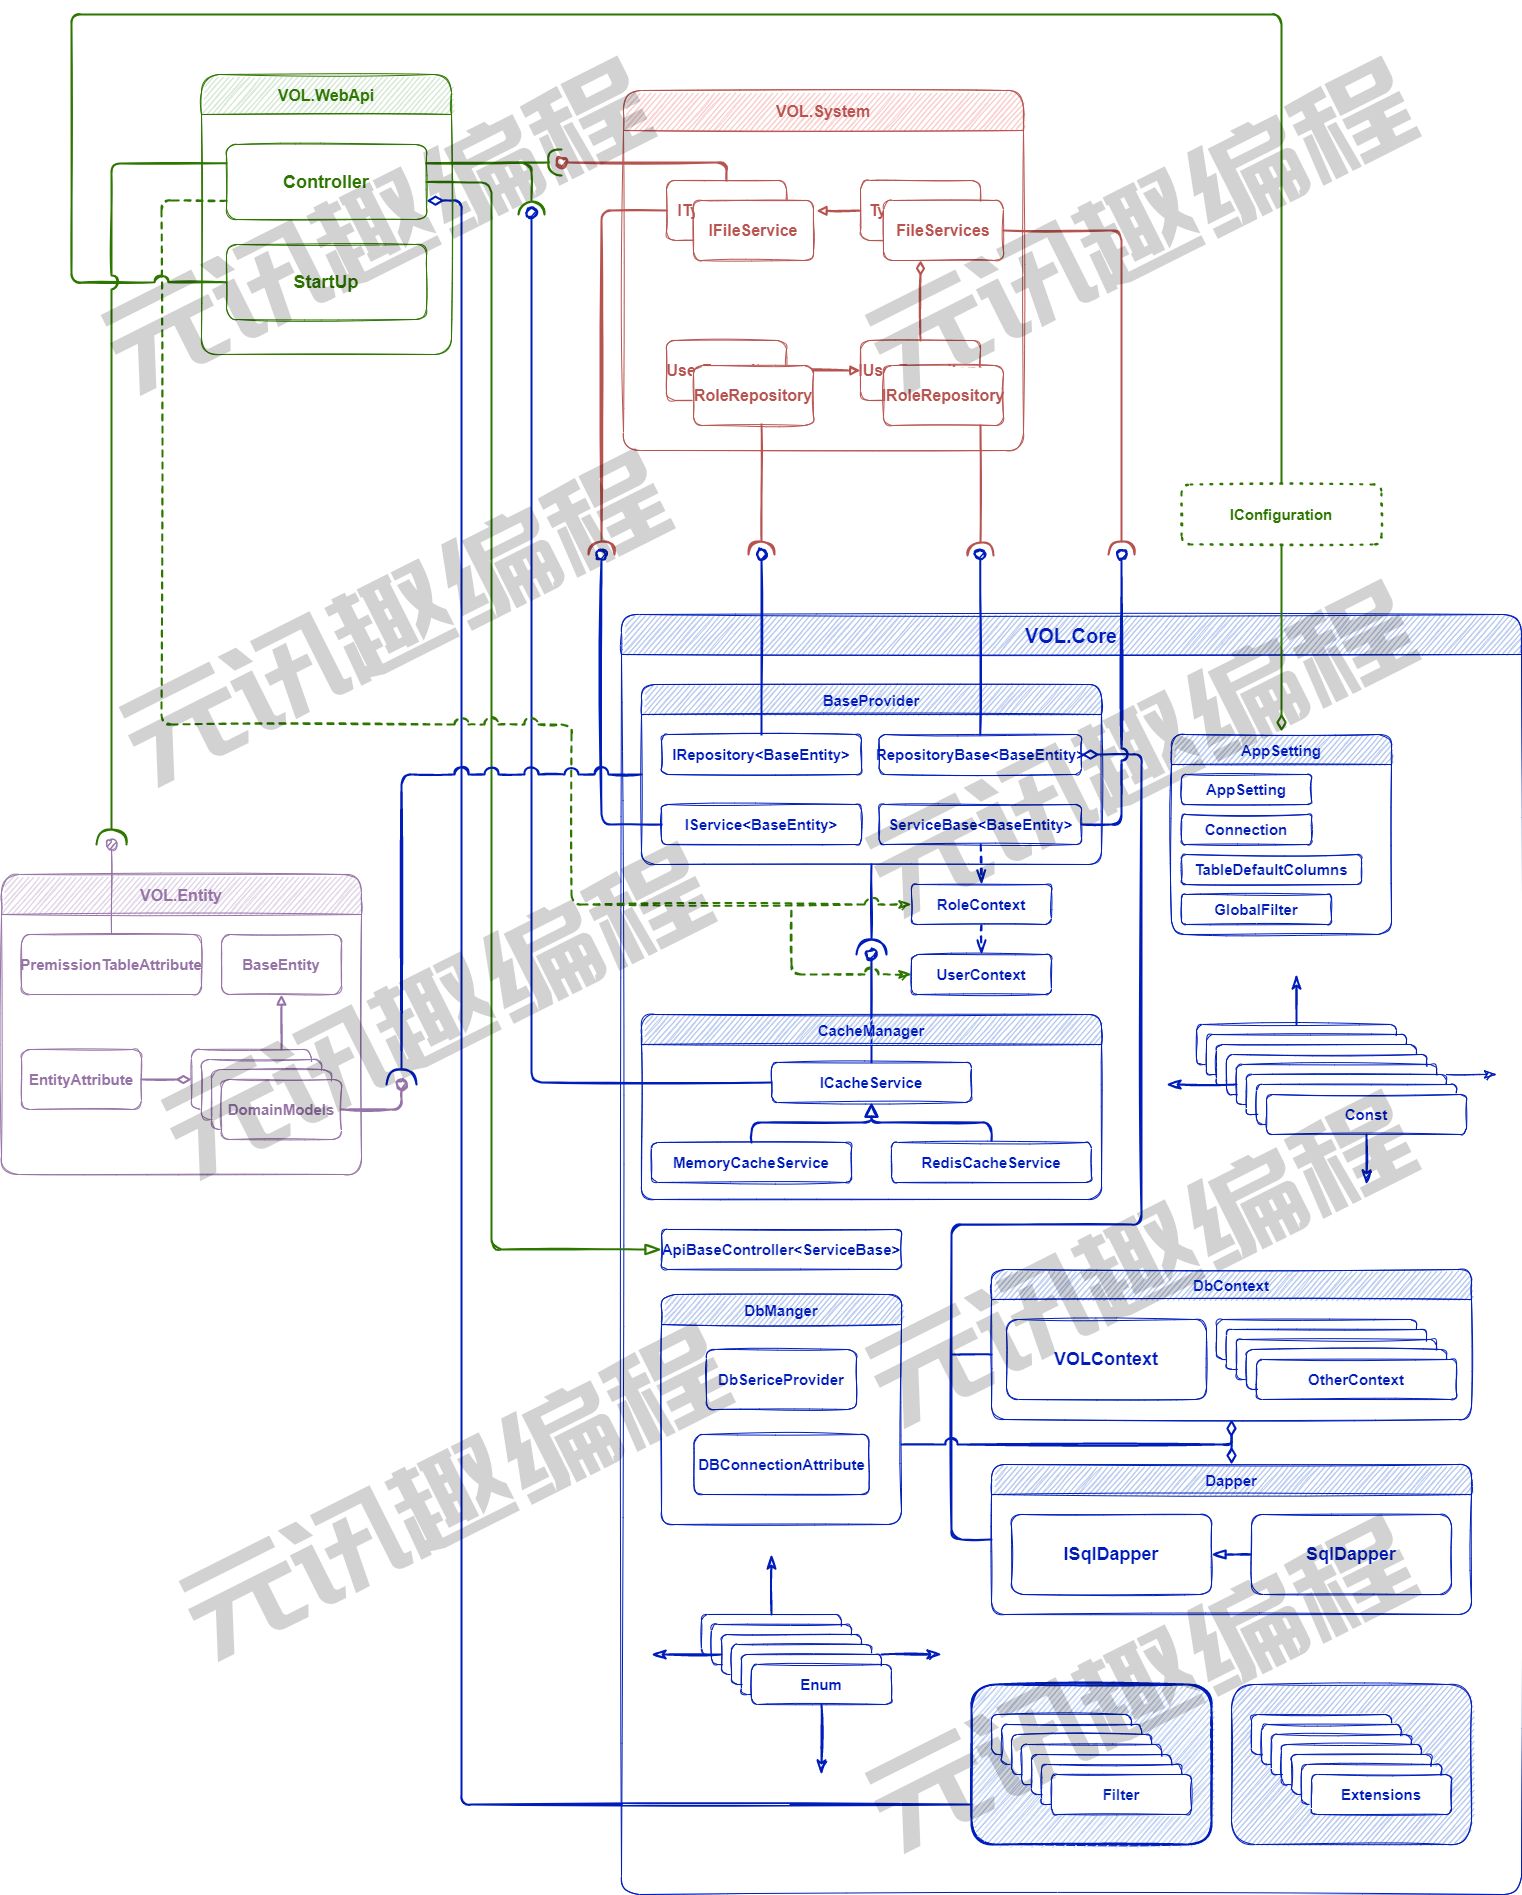 VOL.WebApi
Controller
StartUp
VOL.System
ITy
IFileService
Ty
FileServices
Use
RoleRepository
Us
IRoleRepository
IConfiguration
VOL.Core
BaseProvider
IRepository<BaseEntity>
RepositoryBase<BaseEntity>
IService<BaseEntity>
ServiceBase<BaseEntity>
RoleContext
UserContext
AppSetting
AppSetting
Connection
TableDefaultColumns
GlobalFilter
VOL.Entity
PremissionTableAttribute
BaseEntity
EntityAttribute
DomainModels
CacheManager
ICacheService
MemoryCacheService
RedisCacheService
Const
ApiBaseController<ServiceBase>
DbManger
DbSericeProvider
DBConnectionAttribute
DbContext
VOLContext
OtherContext
Dapper
ISqlDapper
SqlDapper
Enum
Filter
Extensions
元讯趣编程
元讯趣编程
元讯趣编程
元讯趣编程
元讯趣编程
元讯趣编程
元讯趣编程
元讯趣编程